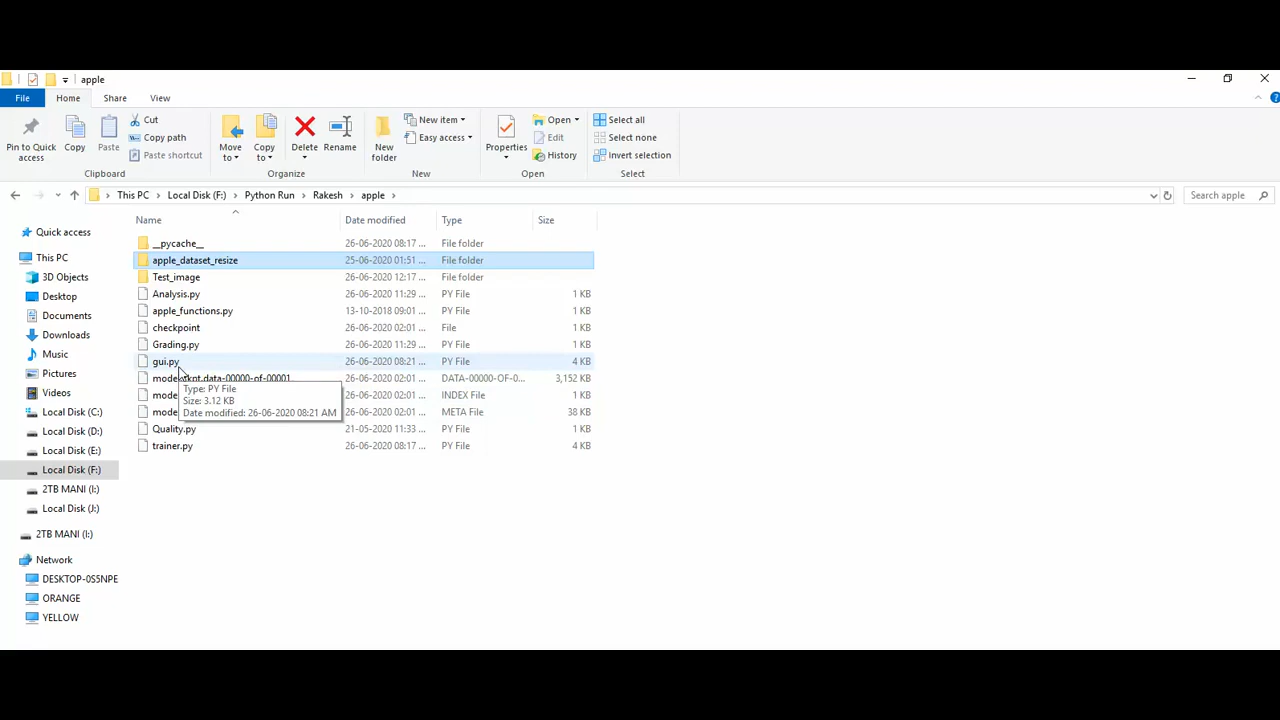 apple
File Home Share View
Pin to Quick access
Copy
Paste
Cut
Copy path
Paste shortcut
Clipboard
Move to
Copy to
Delete
Rename
Organize
New folder
New item
Easy access
New
Properties
Open
Edit
History
Open
Select all
Select none
Invert selection
Select
This PC > Local Disk (F:) > Python Run > Rakesh > apple >
Search apple
Name Date modified Type Size
__pycache__ 26-06-2020 08:17 ... File folder
apple_dataset_resize 25-06-2020 01:51 ... File folder
Test_image 26-06-2020 12:17 ... File folder
Analysis.py 26-06-2020 11:29 ... PY File 1 KB
apple_functions.py 13-10-2018 09:01 ... PY File 1 KB
checkpoint 26-06-2020 02:01 ... File 1 KB
Grading.py 26-06-2020 11:29 ... PY File 1 KB
gui.py 26-06-2020 08:21 ... PY File 4 KB
26-06-2020 02:01 ... DATA-00000-OF-0... 3,152 KB
26-06-2020 02:01 ... INDEX File 1 KB
26-06-2020 02:01 ... META File 38 KB
Quality.py 21-05-2020 11:33 ... PY File 1 KB
trainer.py 26-06-2020 08:17 ... PY File 4 KB
Type: PY File
Size: 3.12 KB
Date modified: 26-06-2020 08:21 AM
Quick access
This PC
3D Objects
Desktop
Documents
Downloads
Music
Pictures
Videos
Local Disk (C:)
Local Disk (D:)
Local Disk (E:)
Local Disk (F:)
2TB MANI (I:)
Local Disk (J:)
2TB MANI (I:)
Network
DESKTOP-0S5NPE
ORANGE
YELLOW